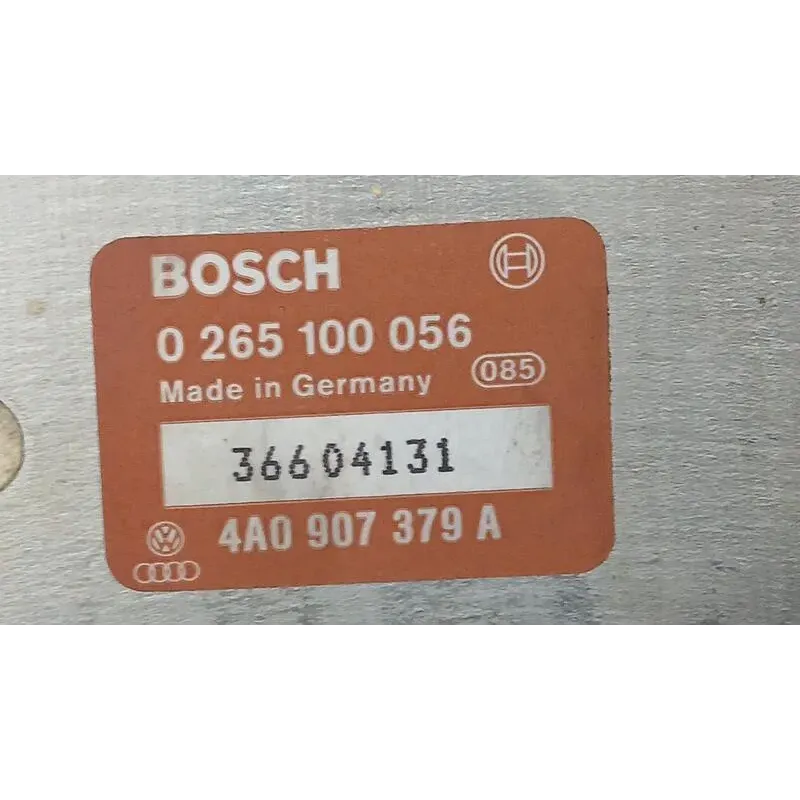 BOSCH
0 265 100 056
Made in Germany 085
36604131
4A0 907 379 A